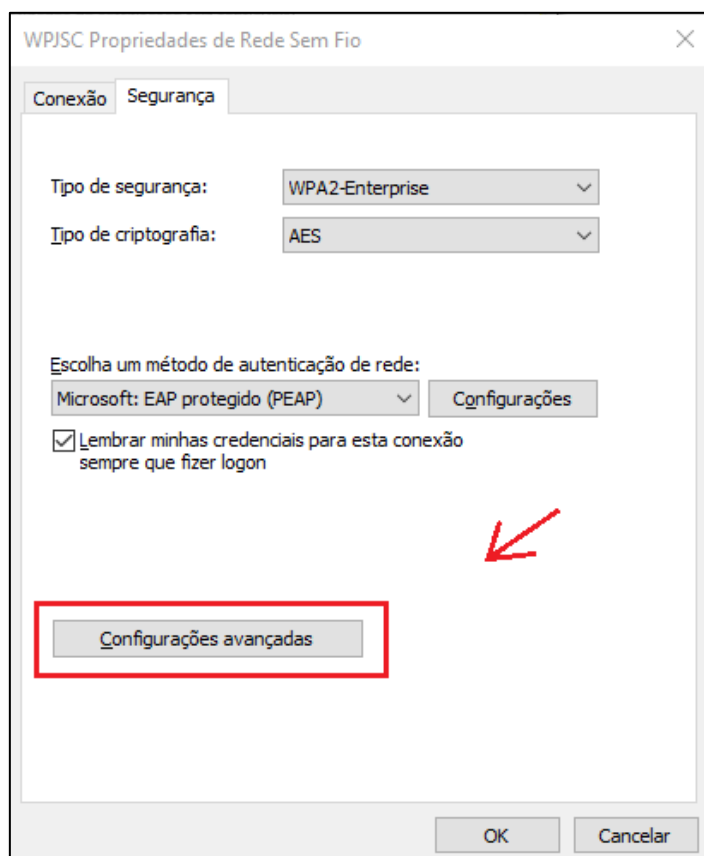 WPJSC Propriedades de Rede Sem Fio
Conexão
Segurança
Tipo de segurança:
WPA2-Enterprise
Tipo de criptografia:
AES
Escolha um método de autenticação de rede:
Microsoft: EAP protegido (PEAP)
Configurações
Lembrar minhas credenciais para esta conexão
sempre que fizer logon
Configurações avançadas
OK
Cancelar